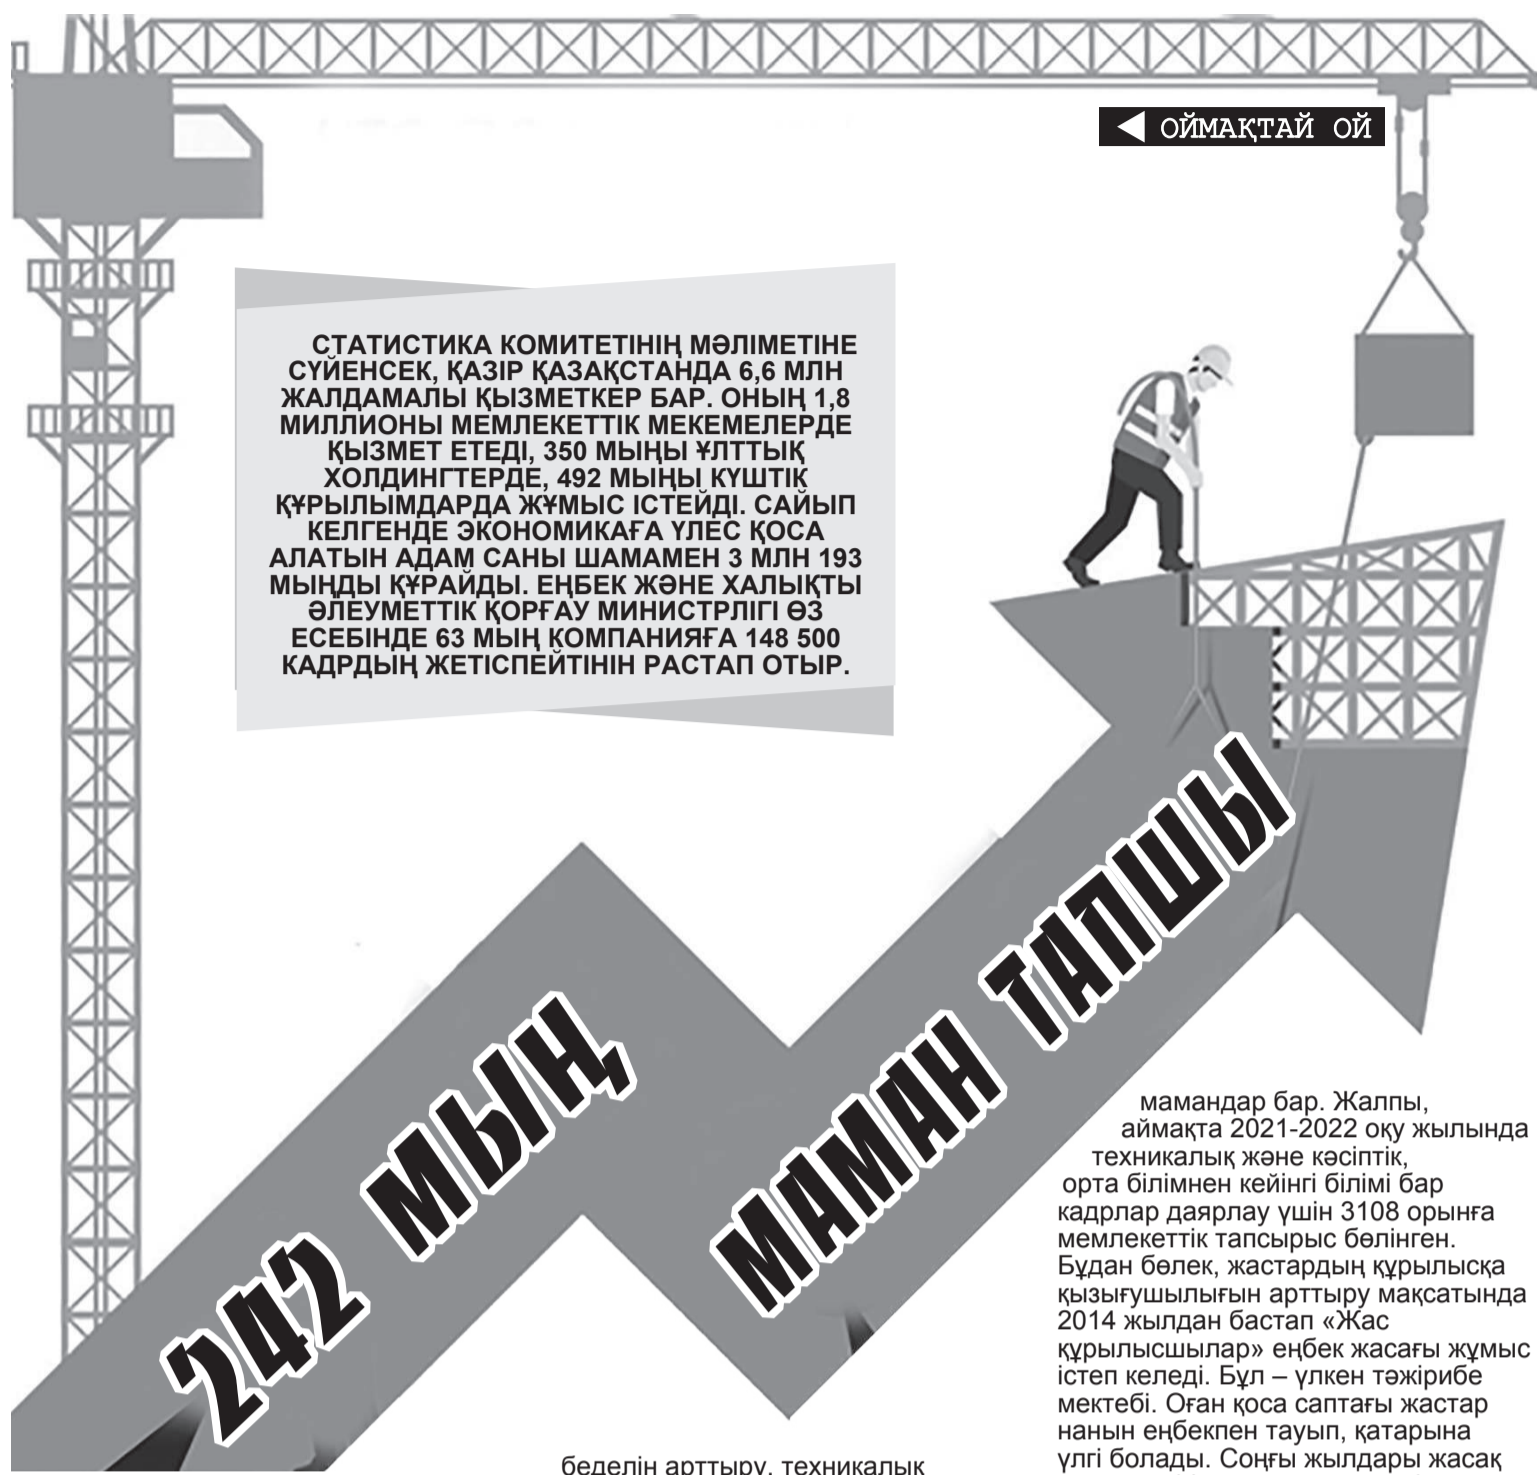 ОЙМАҚТАЙ ОЙ
СТАТИСТИКА КОМИТЕТІНІҢ МӘЛІМЕТІНЕ
СҮЙЕНСЕК, ҚАЗІР ҚАЗАҚСТАНДА 6,6 МЛН
ЖАЛДАМАЛЫ ҚЫЗМЕТКЕР БАР. ОНЫҢ 1,8
МИЛЛИОНЫ МЕМЛЕКЕТТІК МЕКЕМЕЛЕРДЕ
ҚЫЗМЕТ ЕТЕДІ, 350 МЫҢЫ ҰЛТТЫҚ
ХОЛДИНГТЕРДЕ, 492 МЫҢЫ КҮШТІК
ҚҰРЫЛЫМДАРДА ЖҰМЫС ІСТЕЙДІ. САЙЫП
КЕЛГЕНДЕ ЭКОНОМИКАҒА ҮЛЕС ҚОСА
АЛАТЫН АДАМ САНЫ ШАМАМЕН 3 МЛН 193
МЫҢДЫ ҚҰРАЙДЫ. ЕҢБЕК ЖӘНЕ ХАЛЫҚТЫ
ӘЛЕУМЕТТІК ҚОРҒАУ МИНИСТРЛІГІ ӨЗ
ЕСЕБІНДЕ 63 МЫҢ КОМПАНИЯҒА 148 500
КАДРДЫҢ ЖЕТІСПЕЙТІНІН РАСТАП ОТЫР.
242 МЫҢ
МАМАН ТАПШЫ
беделін арттыру, техникалық
мамандар бар. Жалпы,
аймақта 2021-2022 оқу жылында
техникалық және кәсіптік,
орта білімнен кейінгі білімі бар
кадрлар даярлау үшін 3108 орынға
мемлекеттік тапсырыс бөлінген.
Бұдан бөлек, жастардың құрылысқа
қызығушылығын арттыру мақсатында
2014 жылдан бастап «Жас
құрылысшылар» еңбек жасағы жұмыс
істеп келеді. Бұл – үлкен тәжірибе
мектебі. Оған қоса саптағы жастар
нанын еңбекпен тауып, қатарына
үлгі болады. Соңғы жылдары жасақ